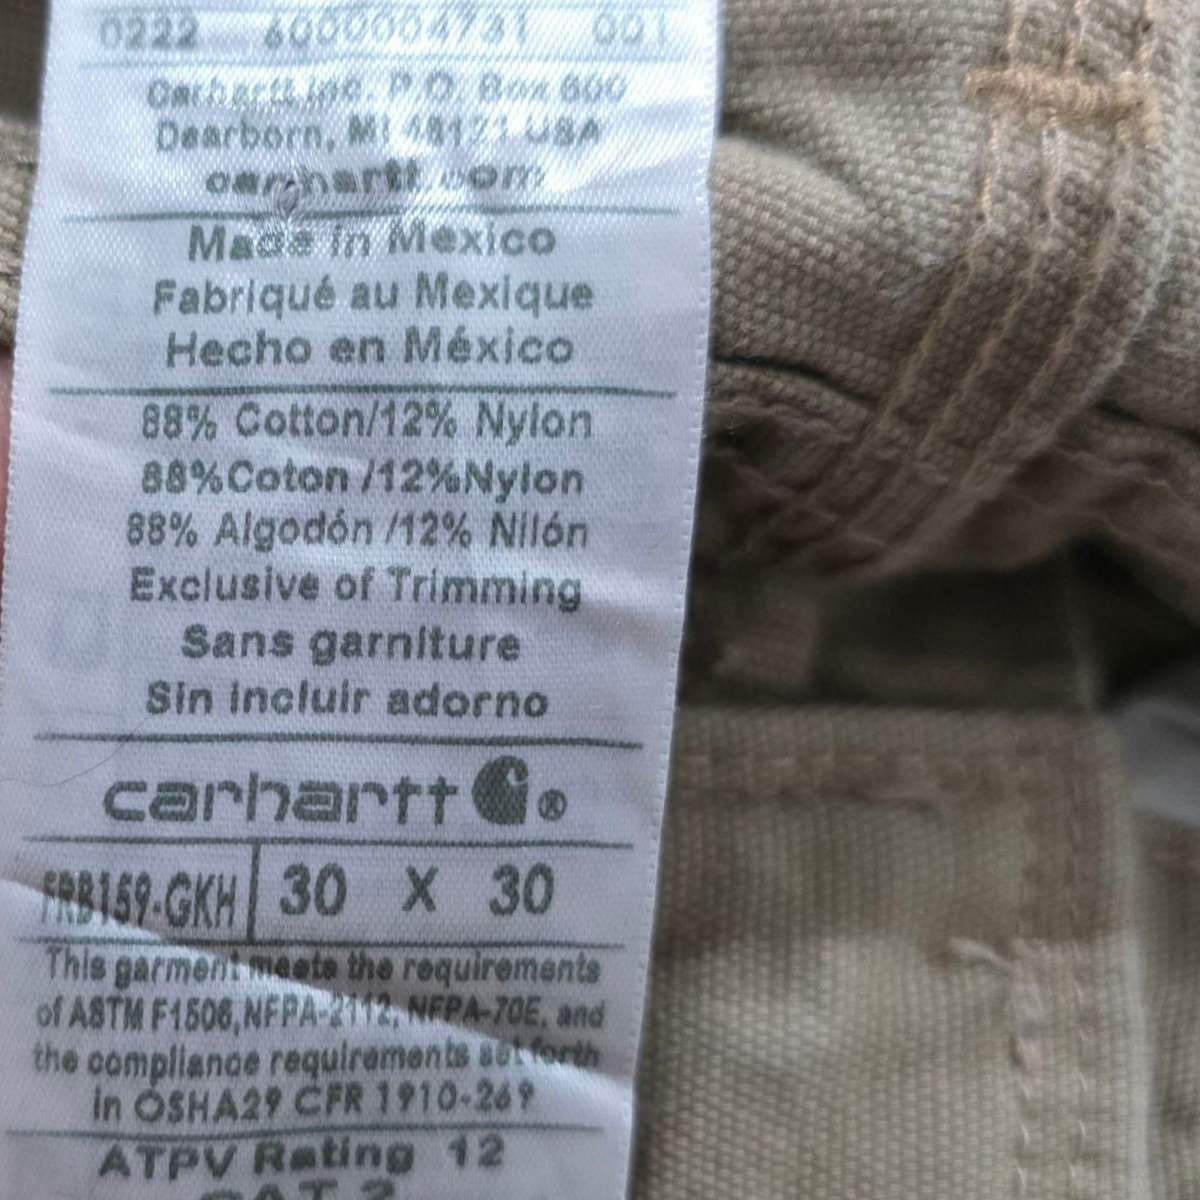 0222 6000004731 001
Carhartt Inc. P.O. Box 600
Dearborn, MI 48121 USA
carhartt.com
Made in Mexico
Fabriqué au Mexique
Hecho en México
88% Cotton/12% Nylon
88%Coton /12%Nylon
88% Algodón /12% Nilón
Exclusive of Trimming
Sans garniture
Sin incluir adorno
carhartt ®
FRB159-GKH 30 X 30
This garment meets the requirements
of ASTM F1506,NFPA-2112, NFPA-70E, and
the compliance requirements set forth
in OSHA29 CFR 1910-269
ATPV Rating 12
CAT 2